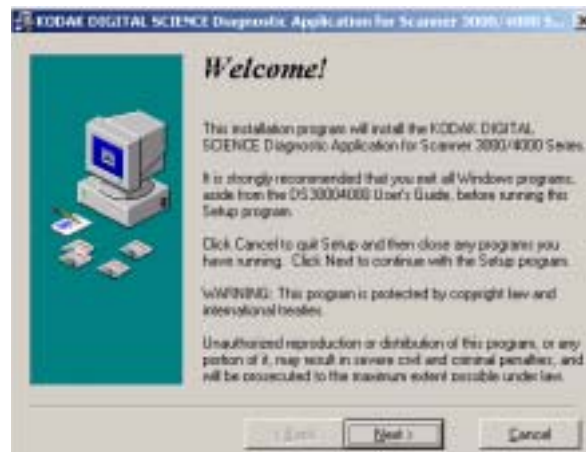 KODAK DIGITAL SCIENCE Diagnostic Application for Scanner 3000/4000 S...
Welcome!
This installation program will install the KODAK DIGITAL
SCIENCE Diagnostic Application for Scanner 3000/4000 Series.
It is strongly recommended that you exit all Windows programs,
aside from the DS30004000 User's Guide, before running this
Setup program.
Click Cancel to quit Setup and then close any programs you
have running. Click Next to continue with the Setup program.
WARNING: This program is protected by copyright law and
international treaties.
Unauthorized reproduction or distribution of this program, or any
portion of it, may result in severe civil and criminal penalties, and
will be prosecuted to the maximum extent possible under law.
< Back
Next >
Cancel